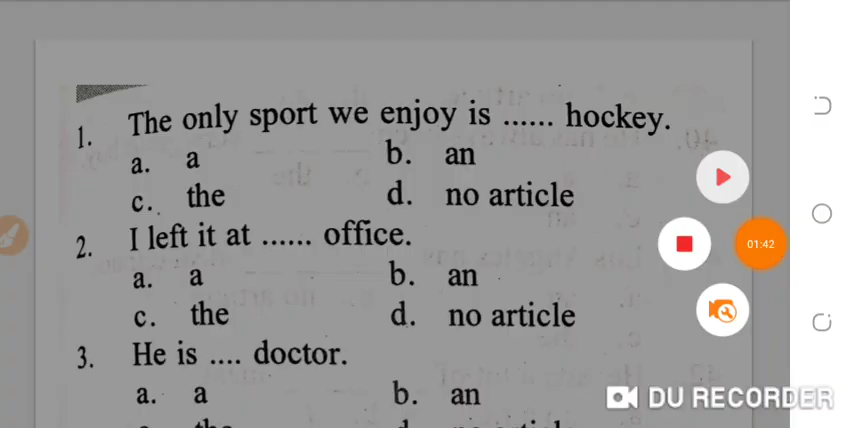 1. The only sport we enjoy is ...... hockey.
a. a b. an
c. the d. no article
2. I left it at ...... office.
a. a b. an
c. the d. no article
3. He is .... doctor.
a. a b. an
01:42
DU RECORDER